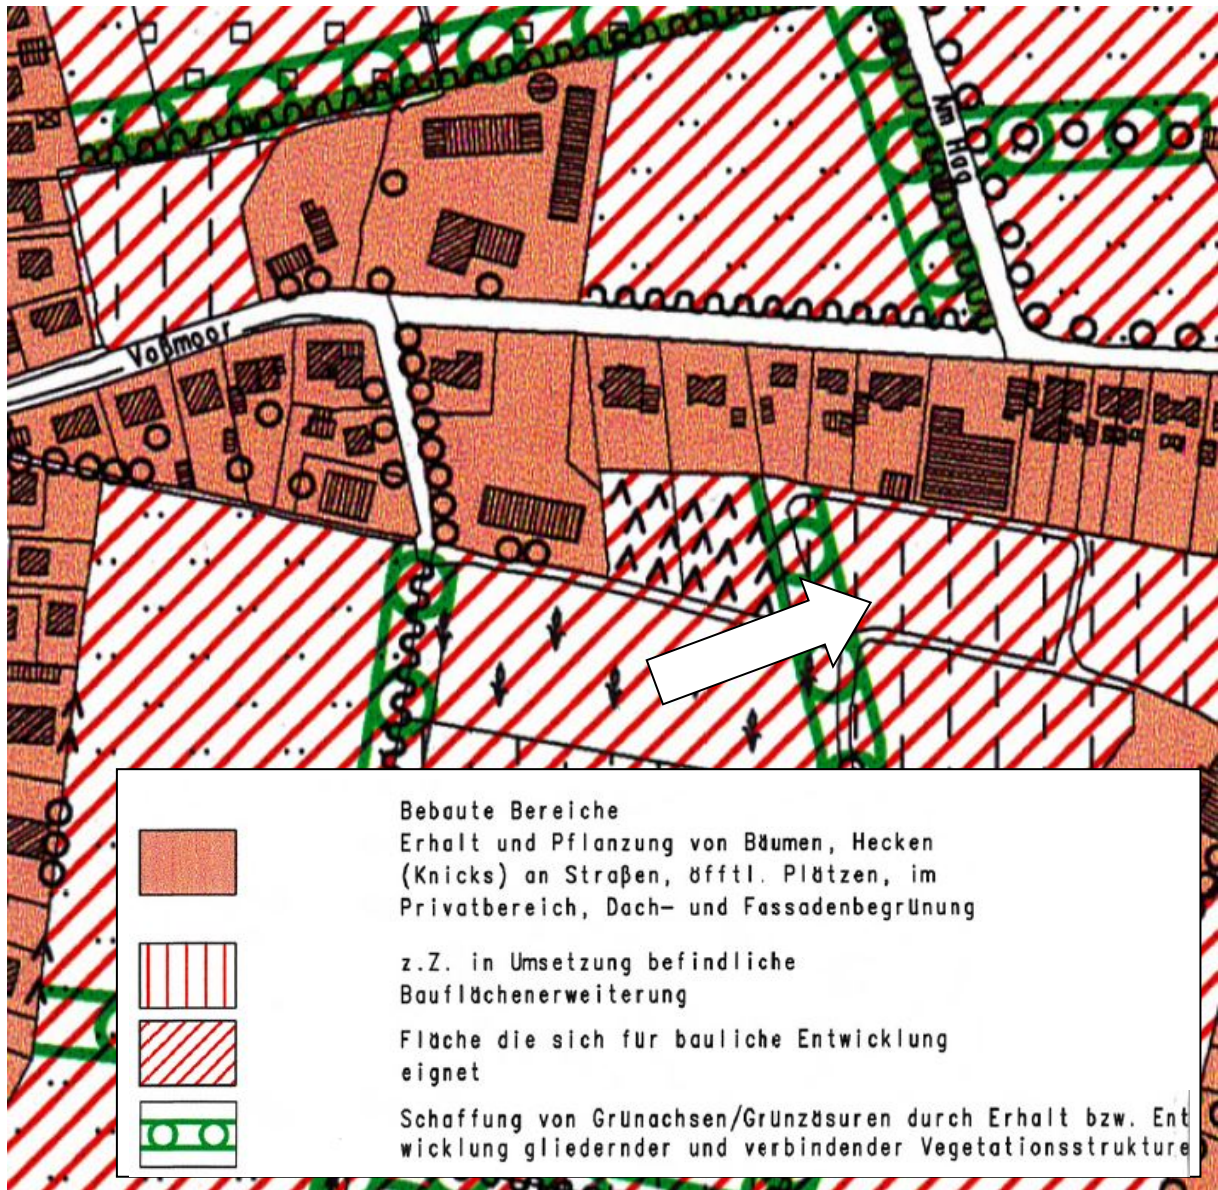 Am Hag
Voßmoor
Bebaute Bereiche
Erhalt und Pflanzung von Bäumen, Hecken
(Knicks) an Straßen, öfftl. Plätzen, im
Privatbereich, Dach- und Fassadenbegrünung
z.Z. in Umsetzung befindliche
Bauflächenerweiterung
Fläche die sich für bauliche Entwicklung
eignet
Schaffung von Grünachsen/Grünzäsuren durch Erhalt bzw. Ent
wicklung gliedernder und verbindender Vegetationsstrukture